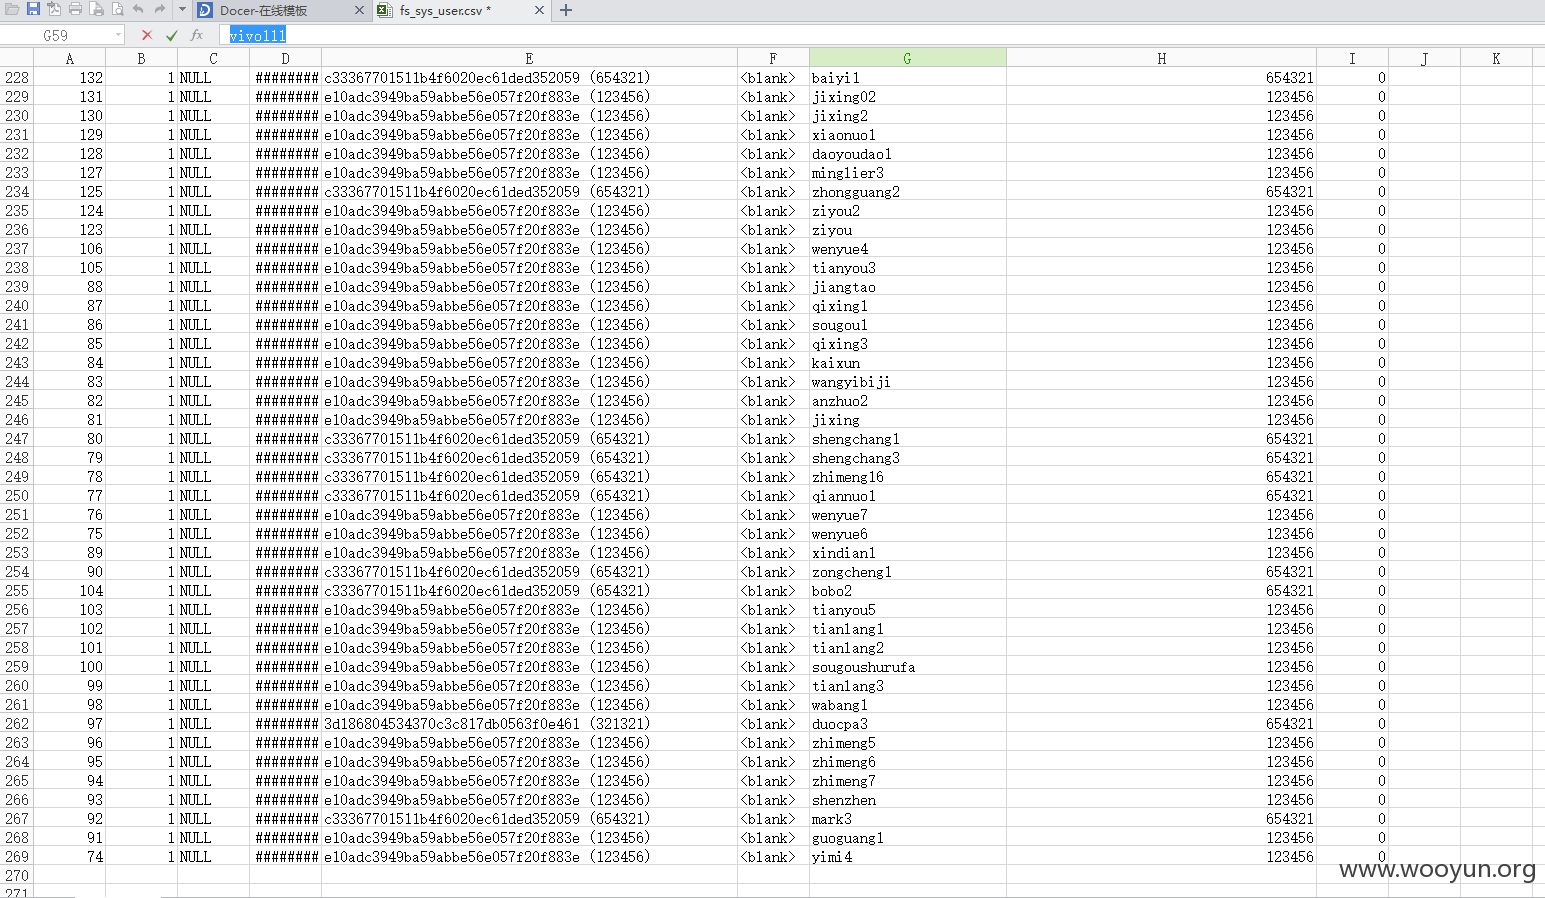 Docer-在线模板
fs_sys_user.csv *
G59 fx vivo111
A B C D E F G H I J K
228 132 1 NULL ######## c33367701511b4f6020ec61ded352059 (654321) <blank> baiyi1 654321 0
229 131 1 NULL ######## e10adc3949ba59abbe56e057f20f883e (123456) <blank> jixing02 123456 0
230 130 1 NULL ######## e10adc3949ba59abbe56e057f20f883e (123456) <blank> jixing2 123456 0
231 129 1 NULL ######## e10adc3949ba59abbe56e057f20f883e (123456) <blank> xiaonuo1 123456 0
232 128 1 NULL ######## e10adc3949ba59abbe56e057f20f883e (123456) <blank> daoyoudao1 123456 0
233 127 1 NULL ######## e10adc3949ba59abbe56e057f20f883e (123456) <blank> minglier3 123456 0
234 125 1 NULL ######## c33367701511b4f6020ec61ded352059 (654321) <blank> zhongguang2 654321 0
235 124 1 NULL ######## e10adc3949ba59abbe56e057f20f883e (123456) <blank> ziyou2 123456 0
236 123 1 NULL ######## e10adc3949ba59abbe56e057f20f883e (123456) <blank> ziyou 123456 0
237 106 1 NULL ######## e10adc3949ba59abbe56e057f20f883e (123456) <blank> wenyue4 123456 0
238 105 1 NULL ######## e10adc3949ba59abbe56e057f20f883e (123456) <blank> tianyou3 123456 0
239 88 1 NULL ######## e10adc3949ba59abbe56e057f20f883e (123456) <blank> jiangtao 123456 0
240 87 1 NULL ######## e10adc3949ba59abbe56e057f20f883e (123456) <blank> qixing1 123456 0
241 86 1 NULL ######## e10adc3949ba59abbe56e057f20f883e (123456) <blank> sougou1 123456 0
242 85 1 NULL ######## e10adc3949ba59abbe56e057f20f883e (123456) <blank> qixing3 123456 0
243 84 1 NULL ######## e10adc3949ba59abbe56e057f20f883e (123456) <blank> kaixun 123456 0
244 83 1 NULL ######## e10adc3949ba59abbe56e057f20f883e (123456) <blank> wangyibiji 123456 0
245 82 1 NULL ######## e10adc3949ba59abbe56e057f20f883e (123456) <blank> anzhuo2 123456 0
246 81 1 NULL ######## e10adc3949ba59abbe56e057f20f883e (123456) <blank> jixing 123456 0
247 80 1 NULL ######## c33367701511b4f6020ec61ded352059 (654321) <blank> shengchang1 654321 0
248 79 1 NULL ######## c33367701511b4f6020ec61ded352059 (654321) <blank> shengchang3 654321 0
249 78 1 NULL ######## c33367701511b4f6020ec61ded352059 (654321) <blank> zhimeng16 654321 0
250 77 1 NULL ######## c33367701511b4f6020ec61ded352059 (654321) <blank> qiannuo1 654321 0
251 76 1 NULL ######## e10adc3949ba59abbe56e057f20f883e (123456) <blank> wenyue7 123456 0
252 75 1 NULL ######## e10adc3949ba59abbe56e057f20f883e (123456) <blank> wenyue6 123456 0
253 89 1 NULL ######## e10adc3949ba59abbe56e057f20f883e (123456) <blank> xindian1 123456 0
254 90 1 NULL ######## c33367701511b4f6020ec61ded352059 (654321) <blank> zongcheng1 654321 0
255 104 1 NULL ######## c33367701511b4f6020ec61ded352059 (654321) <blank> bobo2 654321 0
256 103 1 NULL ######## e10adc3949ba59abbe56e057f20f883e (123456) <blank> tianyou5 123456 0
257 102 1 NULL ######## e10adc3949ba59abbe56e057f20f883e (123456) <blank> tianlang1 123456 0
258 101 1 NULL ######## e10adc3949ba59abbe56e057f20f883e (123456) <blank> tianlang2 123456 0
259 100 1 NULL ######## e10adc3949ba59abbe56e057f20f883e (123456) <blank> sougoushurufa 123456 0
260 99 1 NULL ######## e10adc3949ba59abbe56e057f20f883e (123456) <blank> tianlang3 123456 0
261 98 1 NULL ######## e10adc3949ba59abbe56e057f20f883e (123456) <blank> wabang1 123456 0
262 97 1 NULL ######## 3d186804534370c3c817db0563f0e461 (321321) <blank> duocpa3 654321 0
263 96 1 NULL ######## e10adc3949ba59abbe56e057f20f883e (123456) <blank> zhimeng5 123456 0
264 95 1 NULL ######## e10adc3949ba59abbe56e057f20f883e (123456) <blank> zhimeng6 123456 0
265 94 1 NULL ######## e10adc3949ba59abbe56e057f20f883e (123456) <blank> zhimeng7 123456 0
266 93 1 NULL ######## e10adc3949ba59abbe56e057f20f883e (123456) <blank> shenzhen 123456 0
267 92 1 NULL ######## c33367701511b4f6020ec61ded352059 (654321) <blank> mark3 654321 0
268 91 1 NULL ######## e10adc3949ba59abbe56e057f20f883e (123456) <blank> guoguang1 123456 0
269 74 1 NULL ######## e10adc3949ba59abbe56e057f20f883e (123456) <blank> yimi4 123456 0
270
271
www.wooyun.org